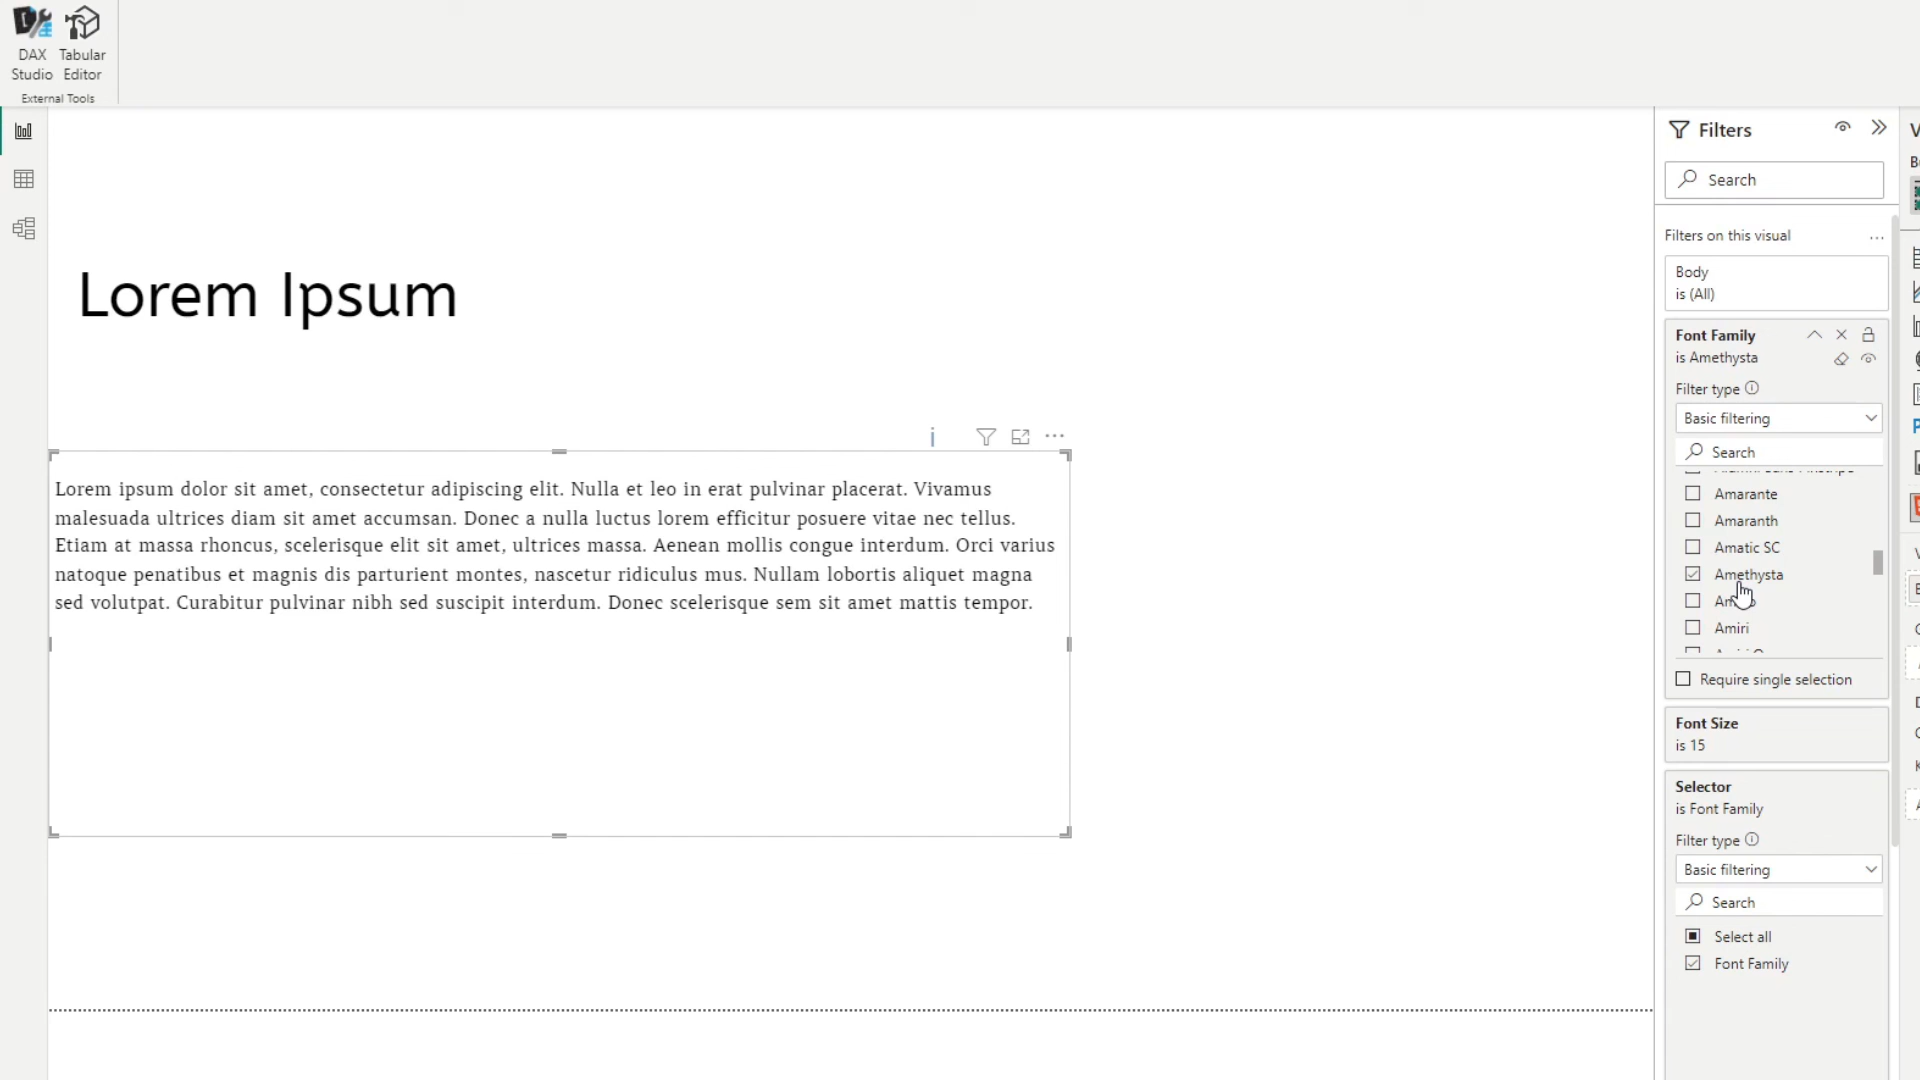 DAX Tabular
Studio Editor
External Tools
Filters
Search
Filters on this visual
Body
is (All)
Lorem Ipsum
Font Family
is Amethysta
Filter type
Basic filtering
Search
Amarante
Amaranth
Amatic SC
Amethysta
Amiri
Require single selection
Lorem ipsum dolor sit amet, consectetur adipiscing elit. Nulla et leo in erat pulvinar placerat. Vivamus
malesuada ultrices diam sit amet accumsan. Donec a nulla luctus lorem efficitur posuere vitae nec tellus.
Etiam at massa rhoncus, scelerisque elit sit amet, ultrices massa. Aenean mollis congue interdum. Orci varius
natoque penatibus et magnis dis parturient montes, nascetur ridiculus mus. Nullam lobortis aliquet magna
sed volutpat. Curabitur pulvinar nibh sed suscipit interdum. Donec scelerisque sem sit amet mattis tempor.
Font Size
is 15
Selector
is Font Family
Filter type
Basic filtering
Search
Select all
Font Family